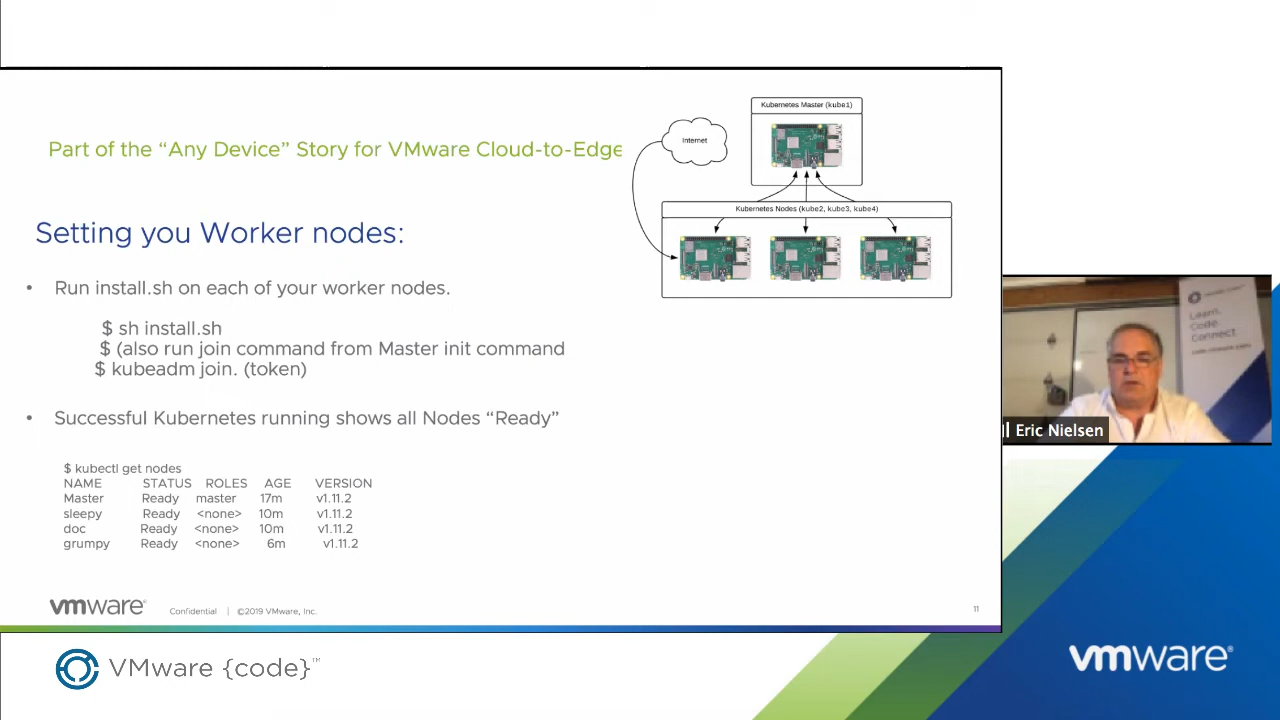 Part of the “Any Device” Story for VMware Cloud-to-Edge
Internet
Kubernetes Master (kube1)
Kubernetes Nodes (kube2, kube3, kube4)
Setting you Worker nodes:
• Run install.sh on each of your worker nodes.
$ sh install.sh
$ (also run join command from Master init command
$ kubeadm join. (token)
• Successful Kubernetes running shows all Nodes “Ready”
$ kubectl get nodes
NAME STATUS ROLES AGE VERSION
Master Ready master 17m v1.11.2
sleepy Ready <none> 10m v1.11.2
doc Ready <none> 10m v1.11.2
grumpy Ready <none> 6m v1.11.2
vmware® Confidential | ©2019 VMware, Inc. 11
Learn.
Code.
Connect.
Eric Nielsen
VMware {code}™
vmware®